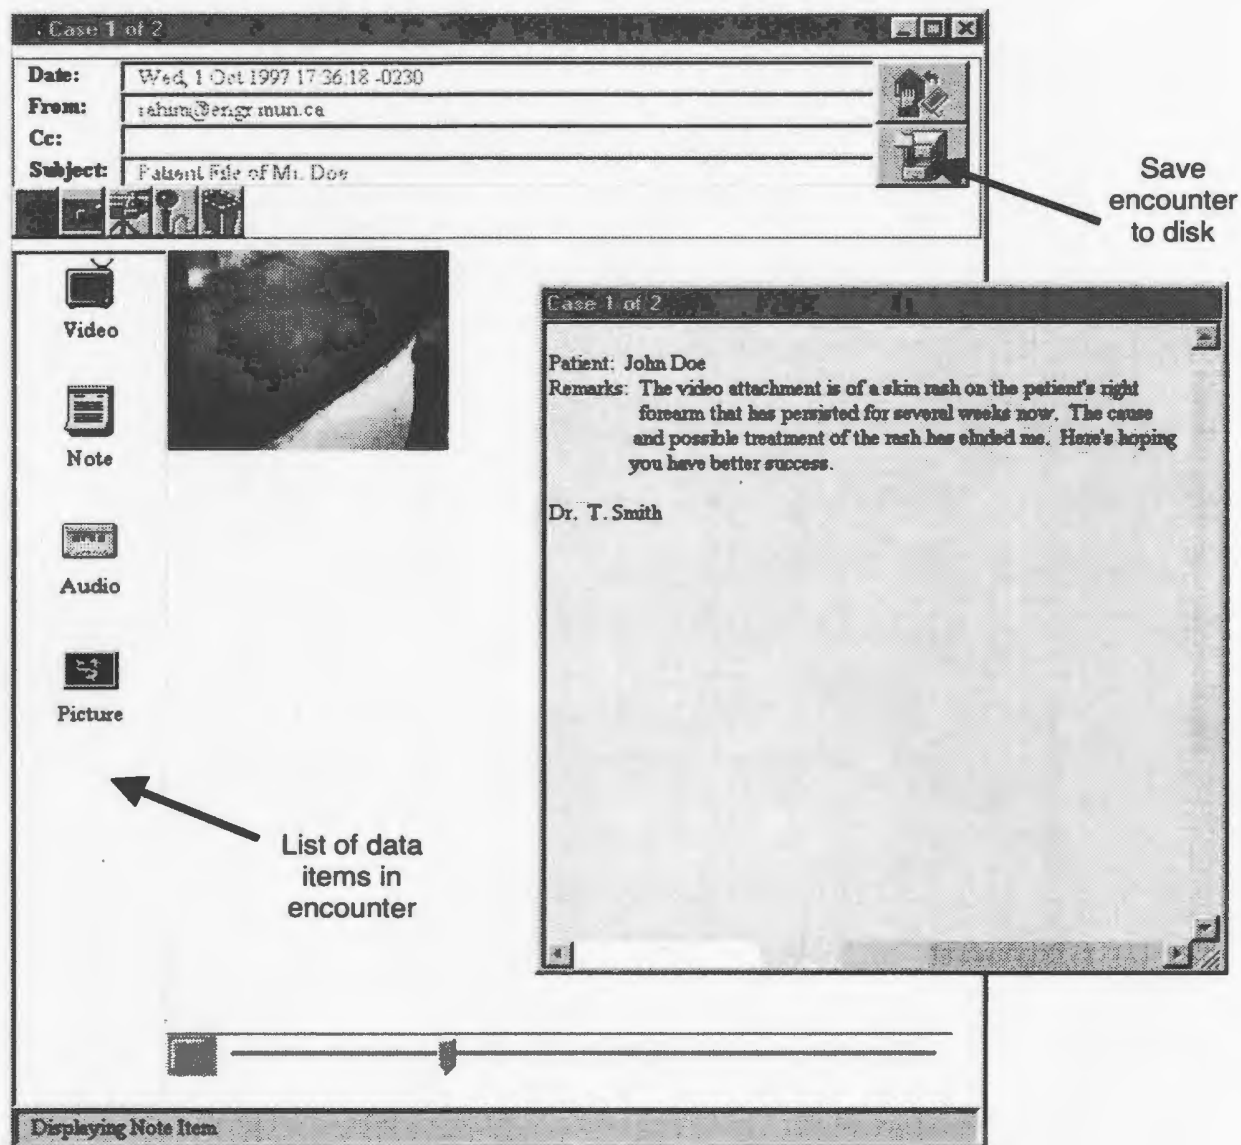 Case 1 of 2
Date: Wed, 1 Oct 1997 17:36:18 -0230
From: rahim@engr.mun.ca
Cc:
Subject: Patient File of Mr. Doe
Save
encounter
to disk
Video
Note
Audio
Picture
List of data
items in
encounter
Case 1 of 2
Patient: John Doe
Remarks: The video attachment is of a skin rash on the patient's right
forearm that has persisted for several weeks now. The cause
and possible treatment of the rash has eluded me. Here's hoping
you have better success.
Dr. T. Smith
Displaying Note Item